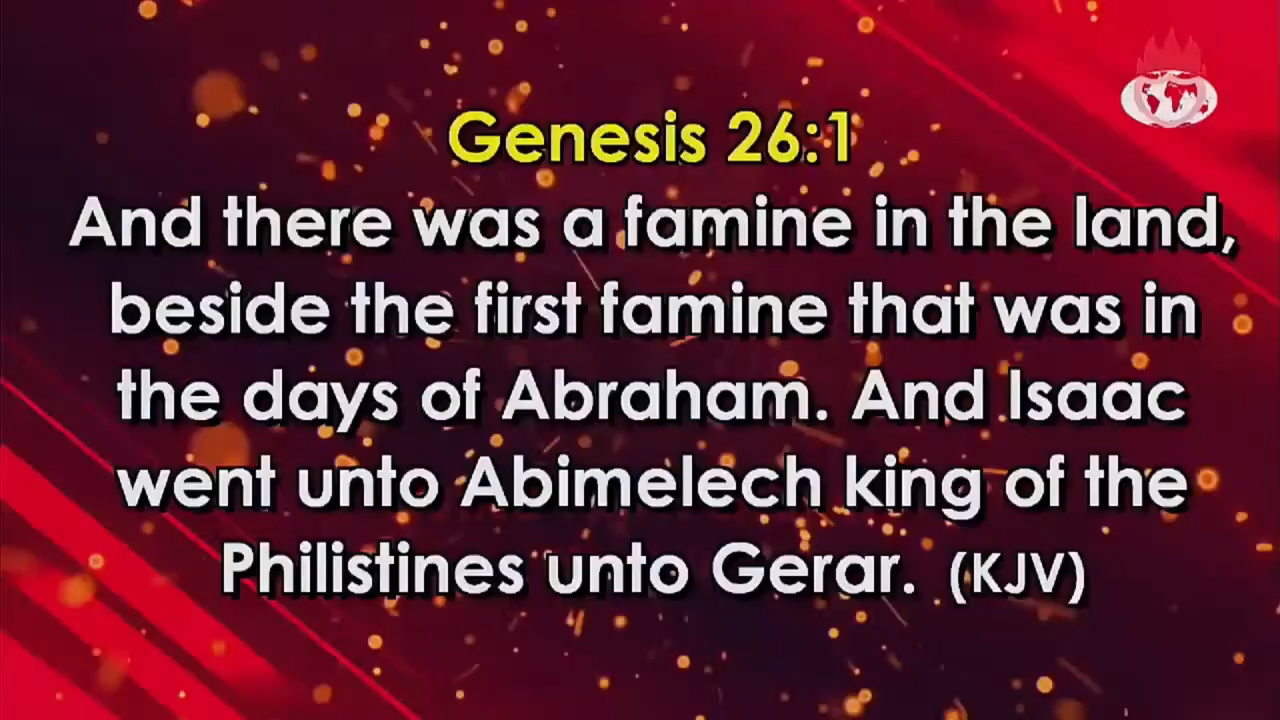 Genesis 26:1
And there was a famine in the land,
beside the first famine that was in
the days of Abraham. And Isaac
went unto Abimelech king of the
Philistines unto Gerar. (KJV)